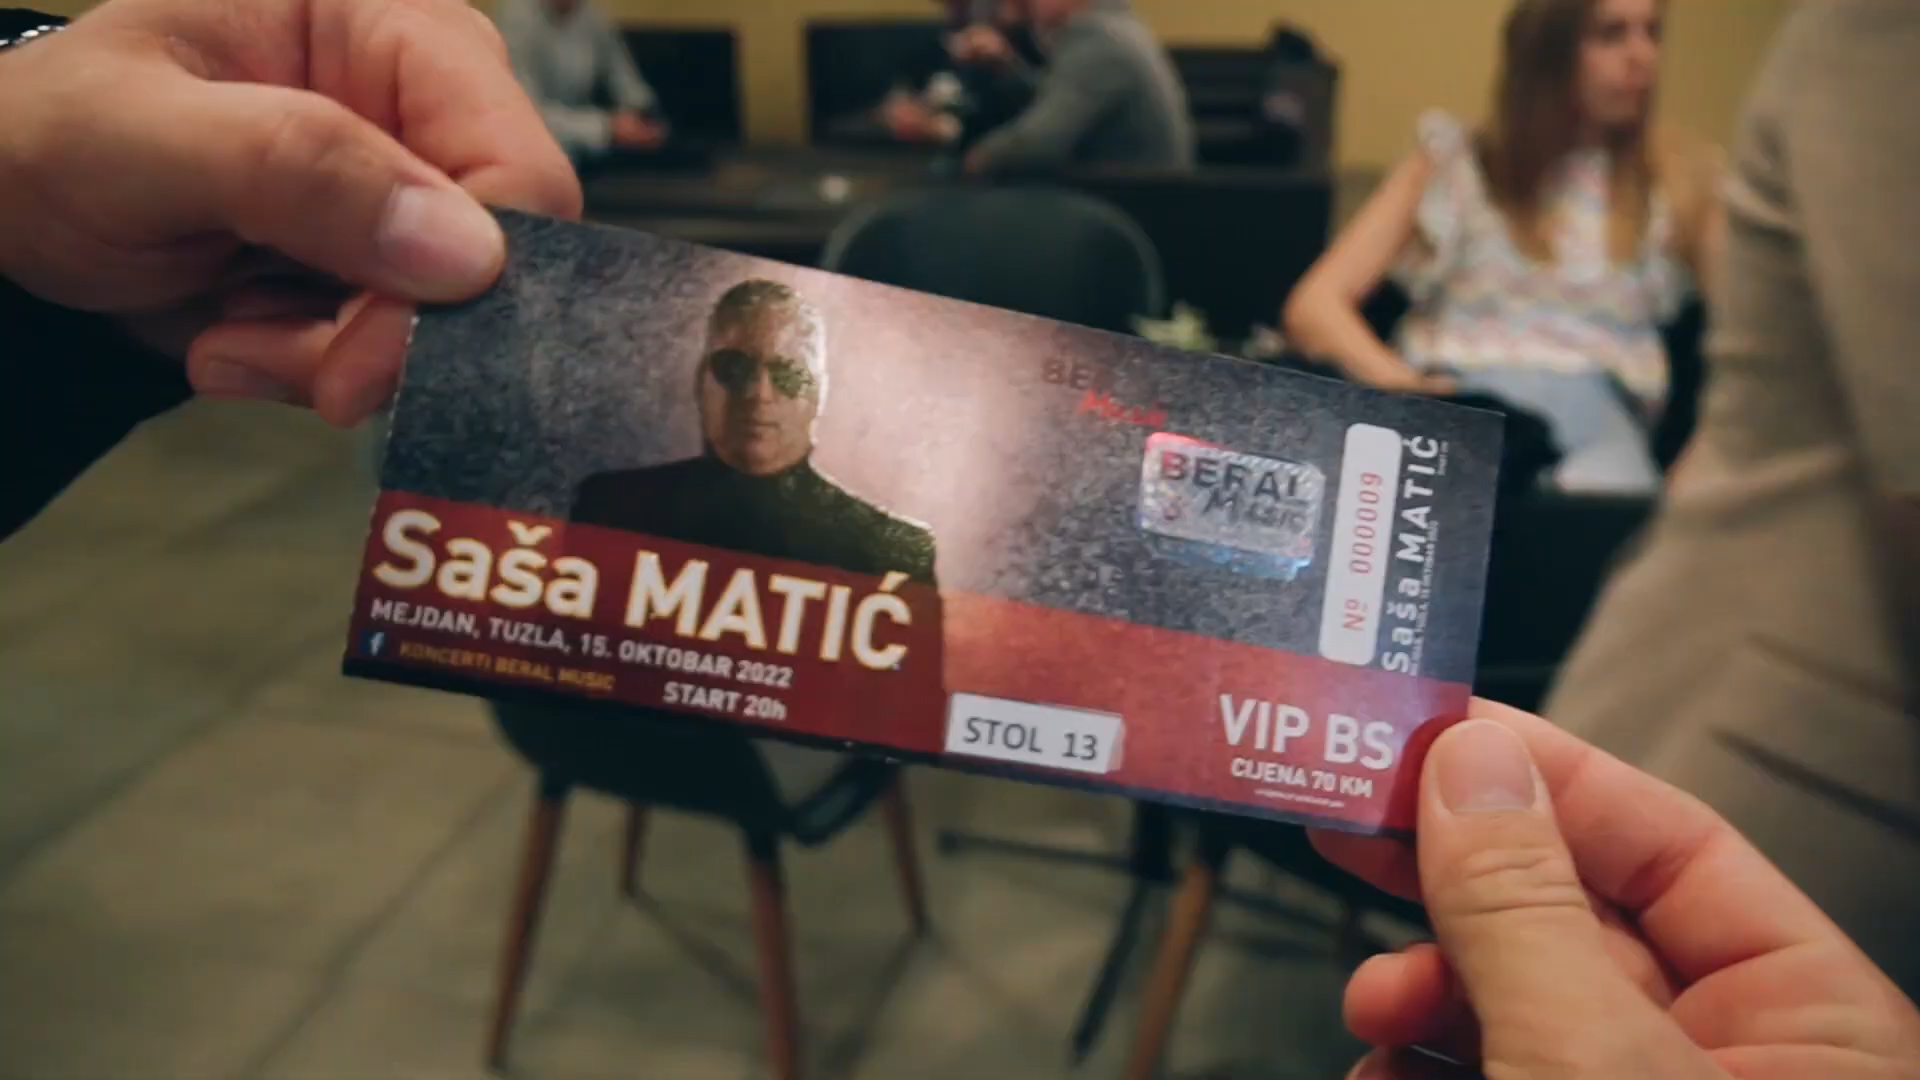 BERAL
Music
Saša MATIĆ
MEJDAN, TUZLA, 15. OKTOBAR 2022
KONCERTI BERAL MUSIC
START 20h
STOL 13
VIP BS
CIJENA 70 KM
Nº 000009
Saša MATIĆ